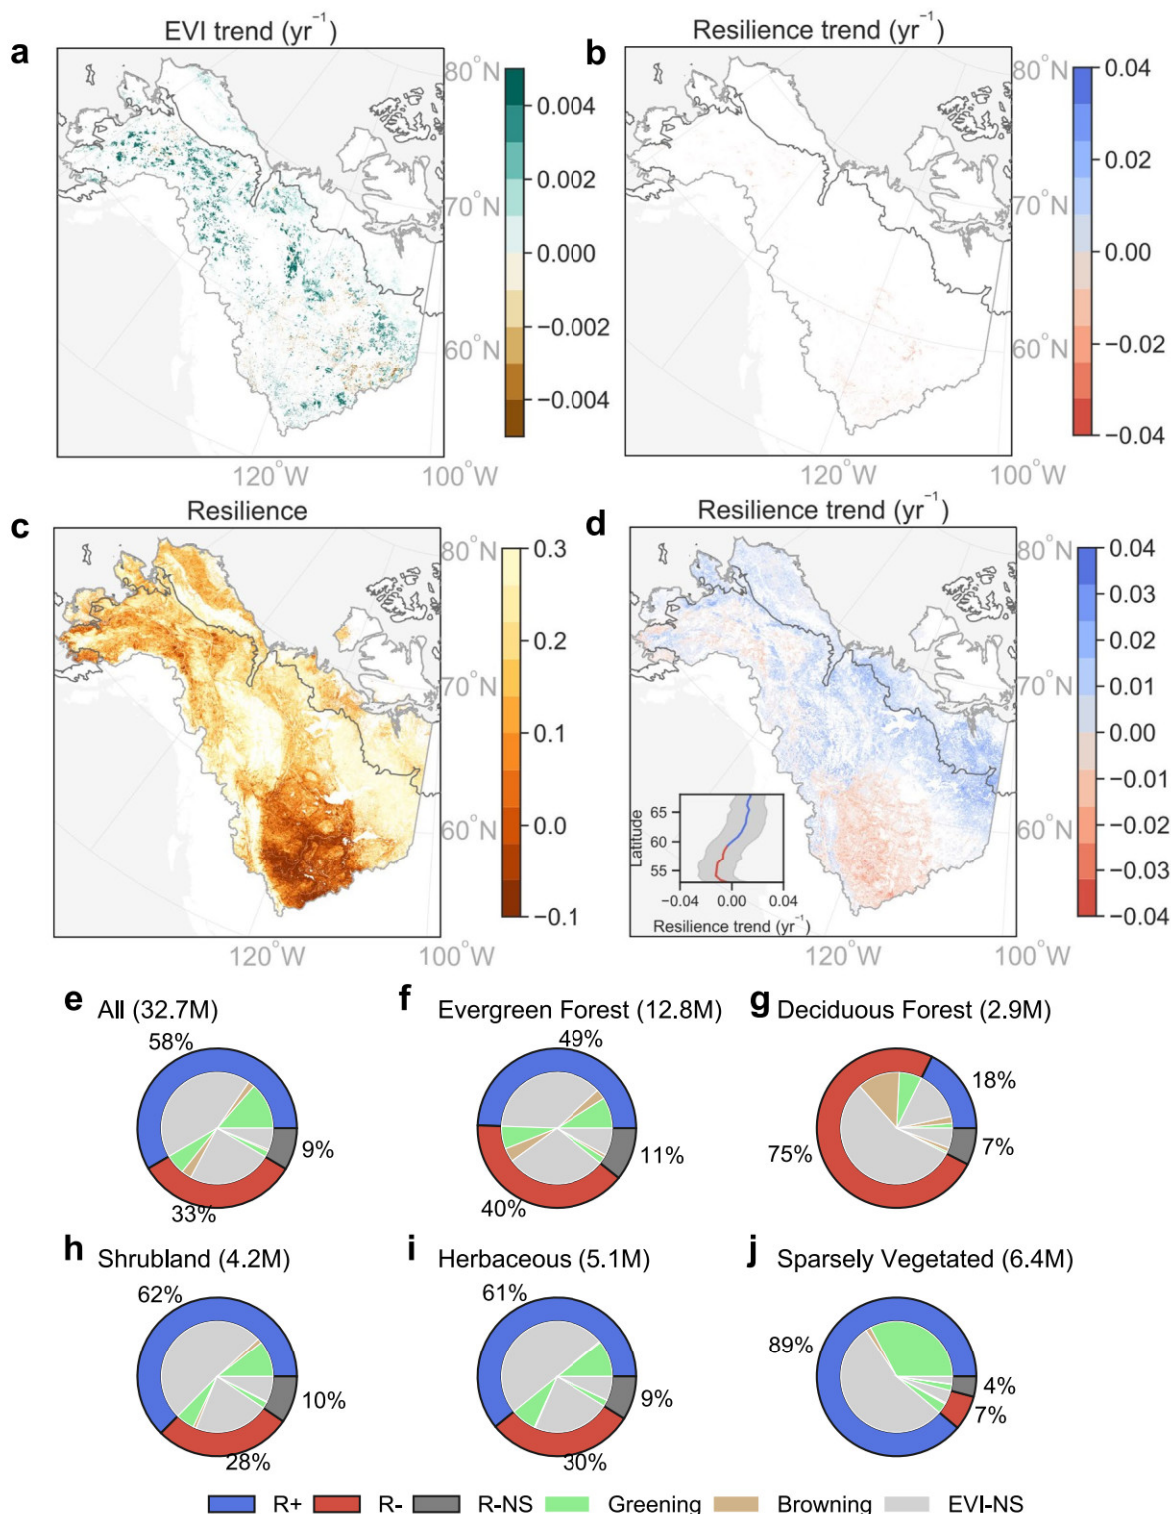 a
EVI trend (yr⁻¹)
0.004
0.002
0.000
−0.002
−0.004
80°N
70°N
60°N
120°W
100°W
b
Resilience trend (yr⁻¹)
0.04
0.02
0.00
−0.02
−0.04
80°N
70°N
60°N
120°W
100°W
c
Resilience
0.3
0.2
0.1
0.0
−0.1
80°N
70°N
60°N
120°W
100°W
d
Resilience trend (yr⁻¹)
0.04
0.03
0.02
0.01
0.00
−0.01
−0.02
−0.03
−0.04
80°N
70°N
60°N
120°W
100°W
Latitude
65
60
55
−0.04
0.00
0.04
Resilience trend (yr⁻¹)
e All (32.7M)
58%
9%
33%
f Evergreen Forest (12.8M)
49%
11%
40%
g Deciduous Forest (2.9M)
18%
7%
75%
h Shrubland (4.2M)
62%
10%
28%
i Herbaceous (5.1M)
61%
9%
30%
j Sparsely Vegetated (6.4M)
89%
4%
7%
R+ R- R-NS Greening Browning EVI-NS